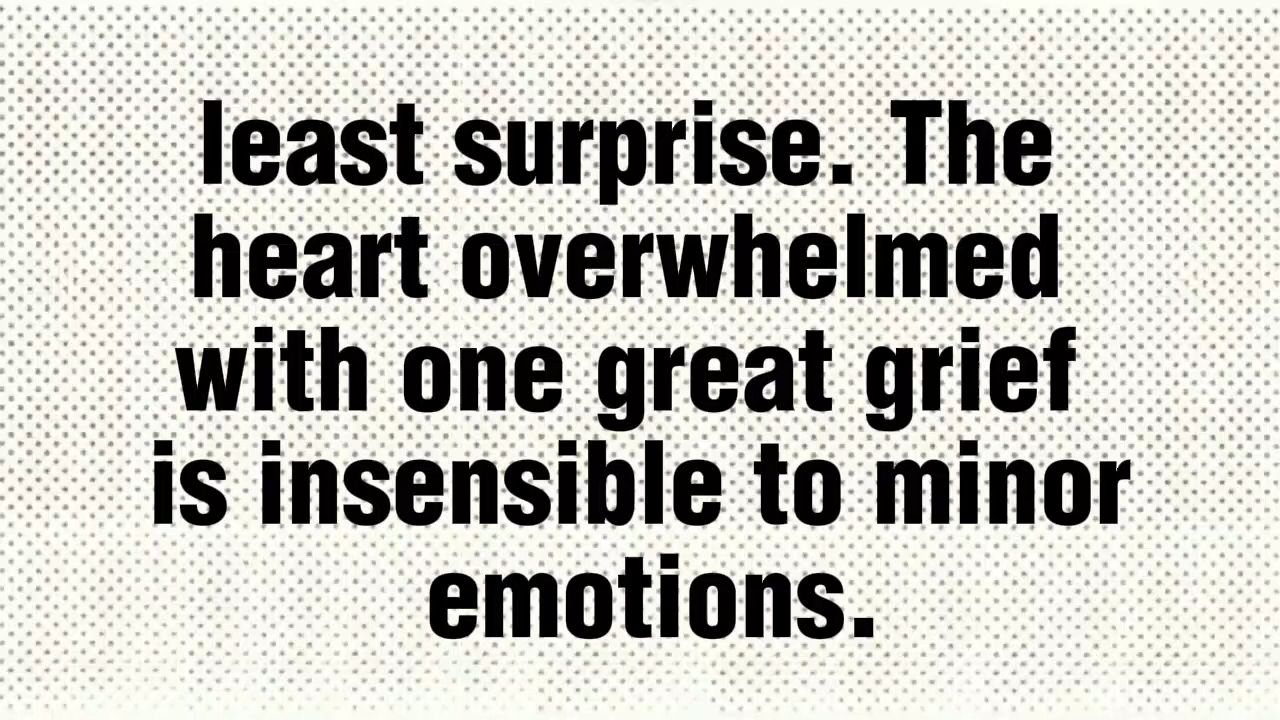 least surprise. The
heart overwhelmed
with one great grief
is insensible to minor
emotions.